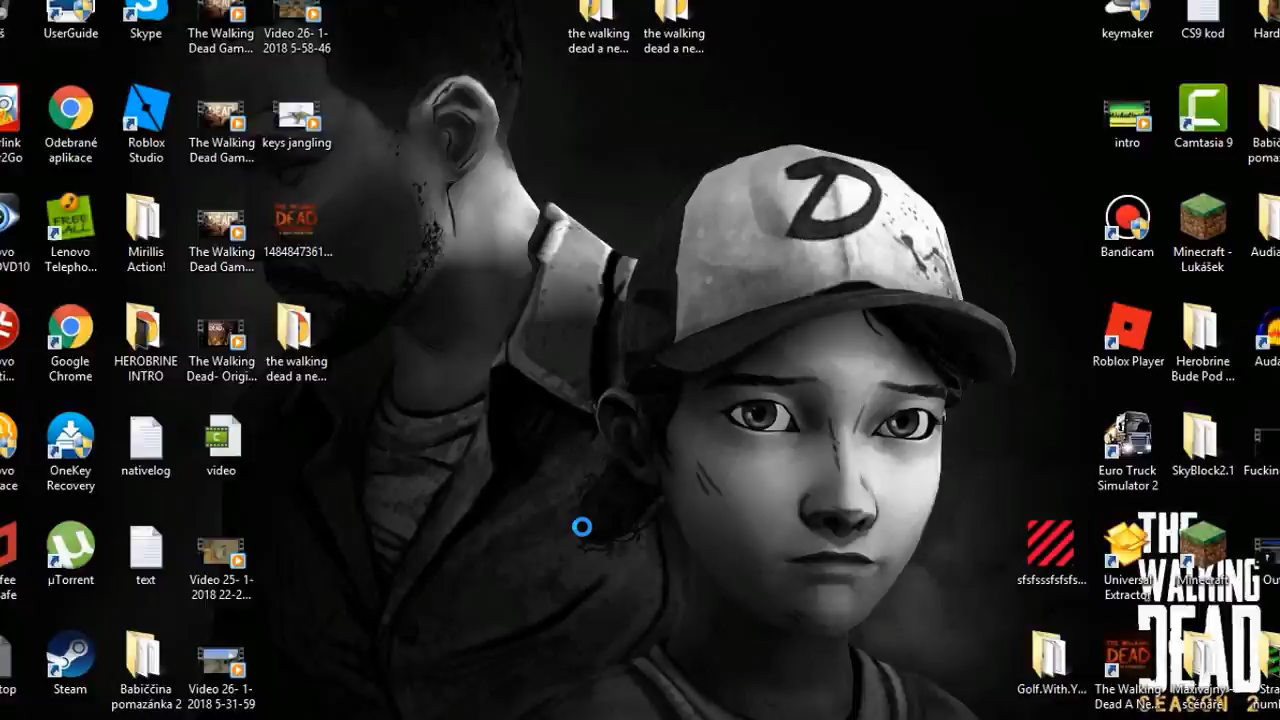 UserGuide
Skype
The Walking
Dead Gam...
Video 26- 1-
2018 5-58-46
the walking
dead a ne...
the walking
dead a ne...
keymaker
CS9 kod
Odebrané
aplikace
Roblox
Studio
The Walking
Dead Gam...
keys jangling
intro
Camtasia 9
D
FREE
Lenovo
Telepho...
Mirillis
Action!
The Walking
Dead Gam...
DEAD
1484847361...
Bandicam
Minecraft -
Lukášek
Google
Chrome
HEROBRINE
INTRO
The Walking
Dead- Origi...
the walking
dead a ne...
Roblox Player
Herobrine
Bude Pod ...
OneKey
Recovery
nativelog
video
Euro Truck
Simulator 2
SkyBlock2.1
µTorrent
text
Video 25- 1-
2018 22-2...
sfsfsssfsfsfs...
Universal
Extractor
Minecraft
THE
WALKING
DEAD
SEASON 2
Steam
Babiččina
pomazánka 2
Video 26- 1-
2018 5-31-59
Golf.With.Y...
The Walking
Dead A Ne...